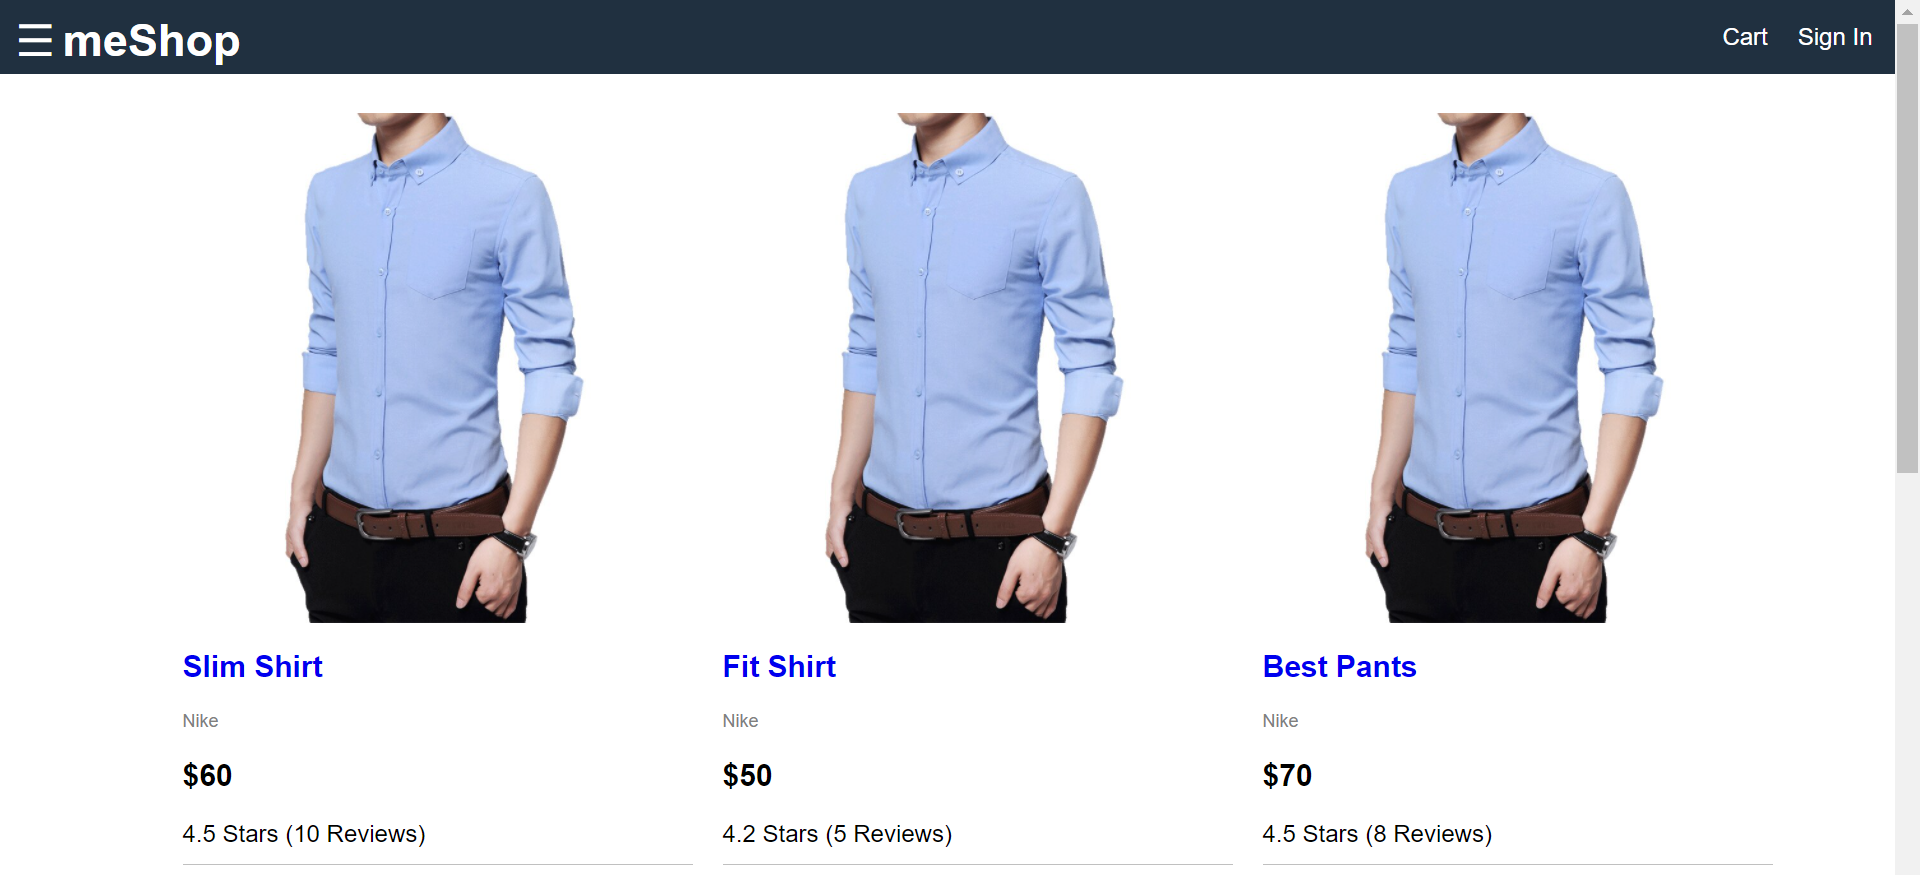 ☰ meShop
Cart
Sign In
Slim Shirt
Nike
$60
4.5 Stars (10 Reviews)
Fit Shirt
Nike
$50
4.2 Stars (5 Reviews)
Best Pants
Nike
$70
4.5 Stars (8 Reviews)